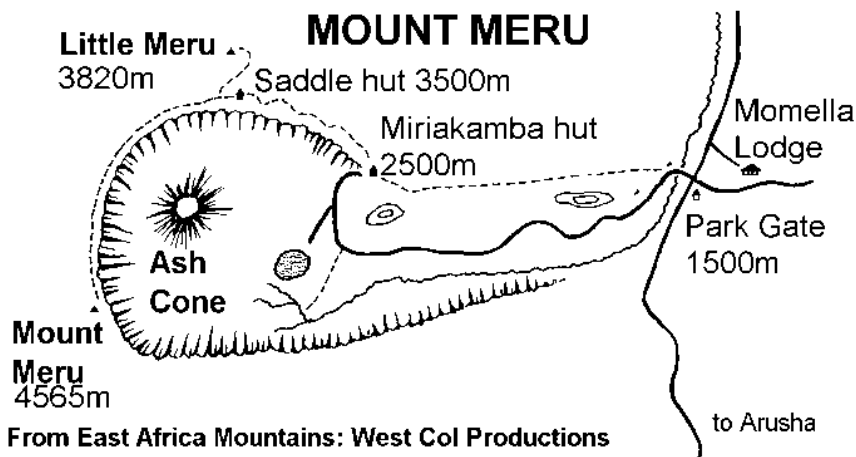 MOUNT MERU
Little Meru
3820m
Saddle hut 3500m
Miriakamba hut
2500m
Momella
Lodge
Park Gate
1500m
Ash
Cone
Mount
Meru
4565m
to Arusha
From East Africa Mountains: West Col Productions